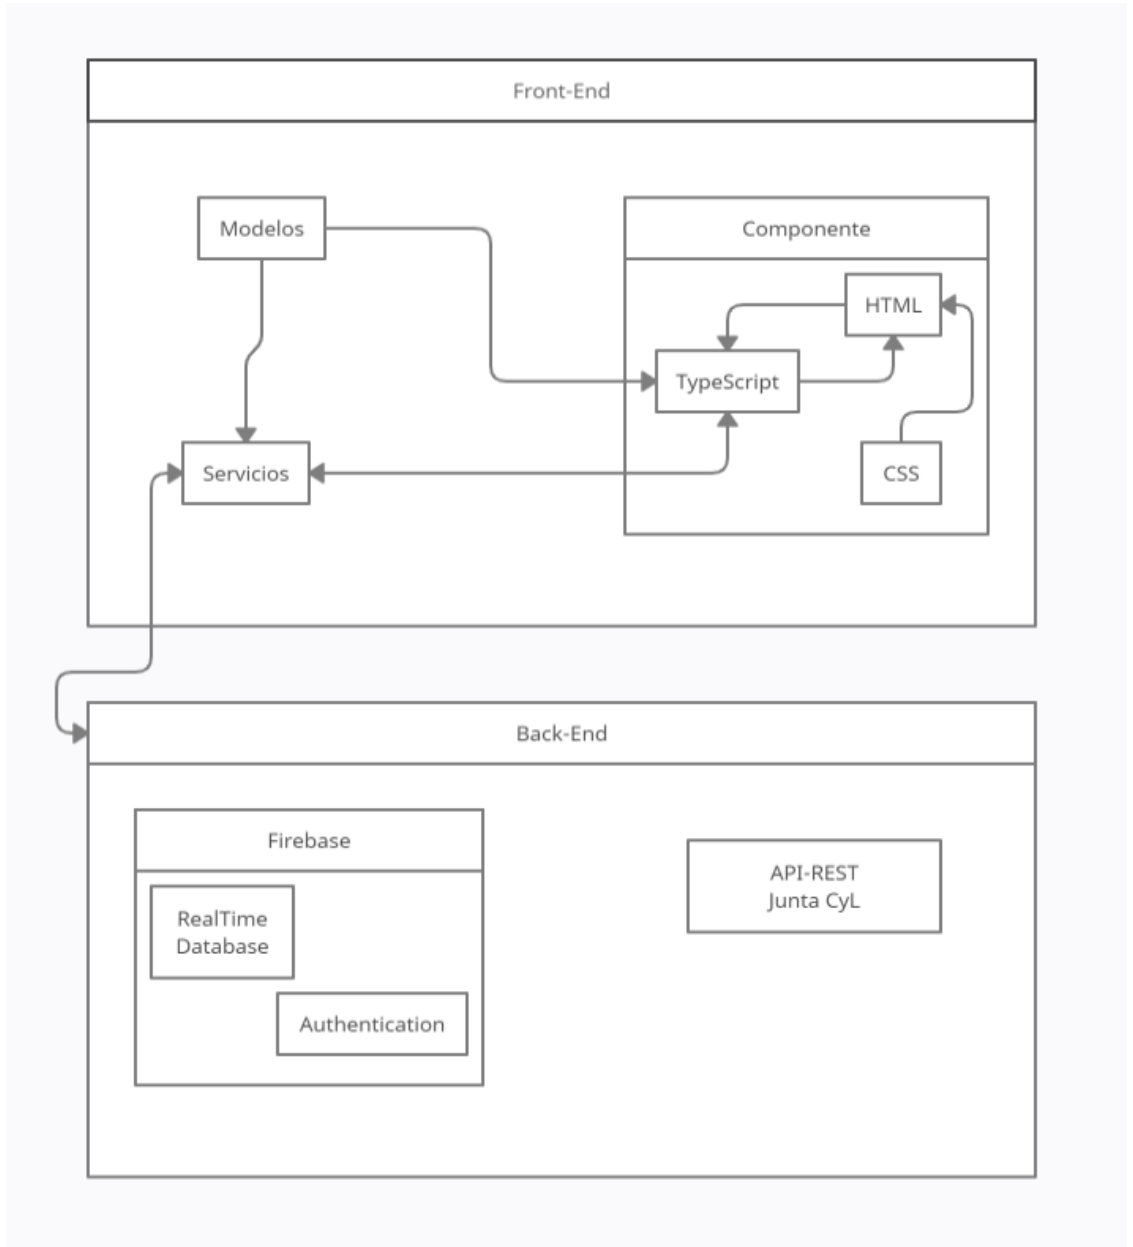 Front-End
Modelos
Componente
HTML
TypeScript
Servicios
CSS
Back-End
Firebase
RealTime
Database
Authentication
API-REST
Junta CyL